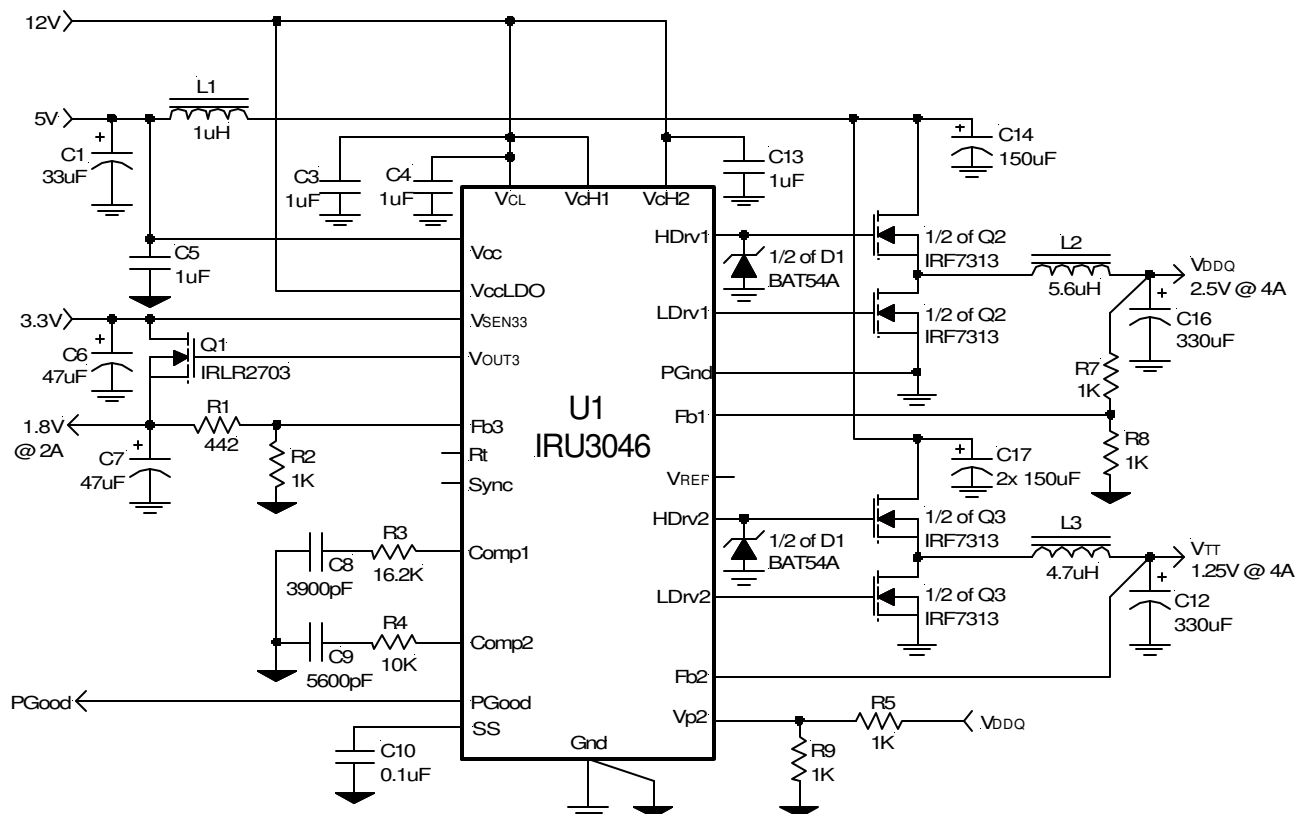 12V
L1
5V
1uH
C1
33uF
C14
150uF
C3
1uF
C4
1uF
C13
1uF
VCL
VcH1
VcH2
C5
1uF
Vcc
HDrv1
1/2 of D1
BAT54A
1/2 of Q2
IRF7313
L2
5.6uH
VDDQ
2.5V @ 4A
VccLDO
LDrv1
1/2 of Q2
IRF7313
C16
330uF
3.3V
VSEN33
C6
47uF
Q1
IRLR2703
VOUT3
PGnd
R7
1K
U1
IRU3046
1.8V
@ 2A
R1
442
Fb3
Fb1
C7
47uF
R2
1K
Rt
Sync
VREF
C17
2x 150uF
R8
1K
HDrv2
1/2 of D1
BAT54A
1/2 of Q3
IRF7313
L3
4.7uH
VTT
1.25V @ 4A
C8
3900pF
R3
16.2K
Comp1
LDrv2
1/2 of Q3
IRF7313
C12
330uF
C9
5600pF
R4
10K
Comp2
Fb2
PGood
PGood
Vp2
R5
1K
VDDQ
SS
C10
0.1uF
Gnd
R9
1K